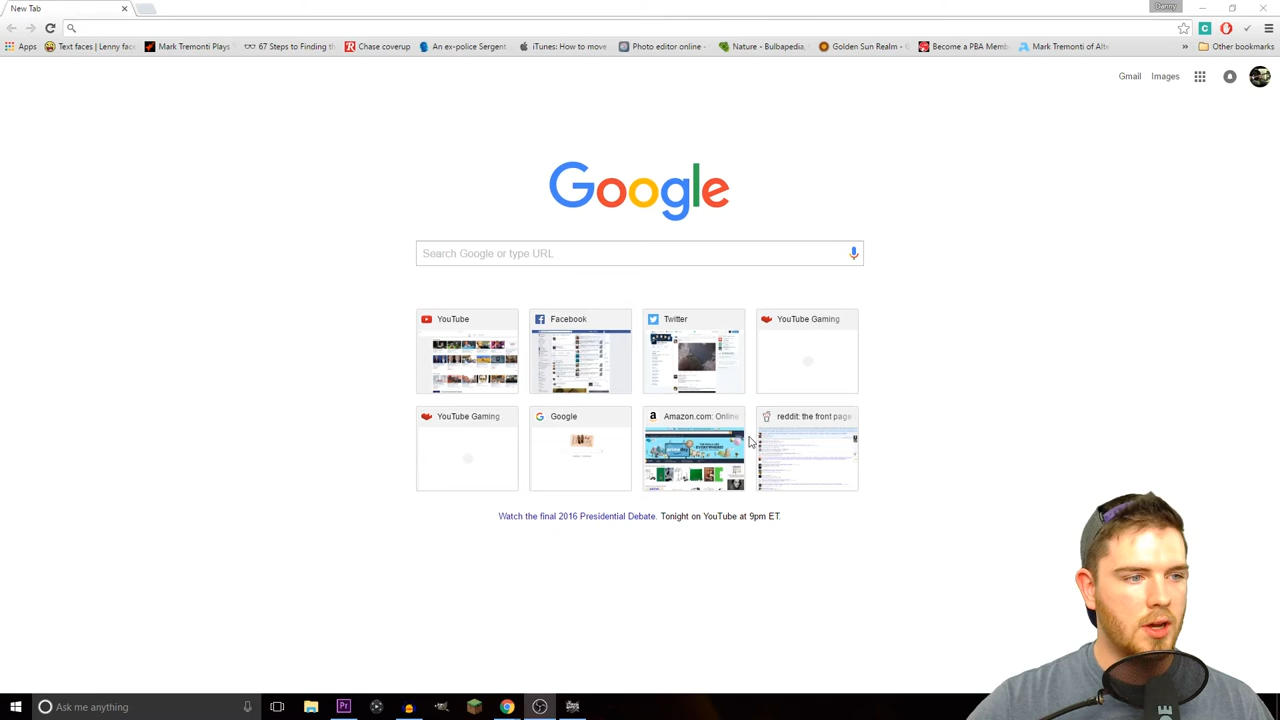 New Tab
Danny
Apps
Text faces | Lenny face
Mark Tremonti Plays
67 Steps to Finding th
Chase coverup
An ex-police Sergent
iTunes: How to move
Photo editor online -
Nature - Bulbapedia,
Golden Sun Realm -
Become a PBA Memb
Mark Tremonti of Alte
»
Other bookmarks
Gmail
Images
Google
Search Google or type URL
YouTube
Facebook
Twitter
YouTube Gaming
YouTube Gaming
Google
Amazon.com: Online
reddit: the front page
Watch the final 2016 Presidential Debate. Tonight on YouTube at 9pm ET.
Ask me anything
Pr